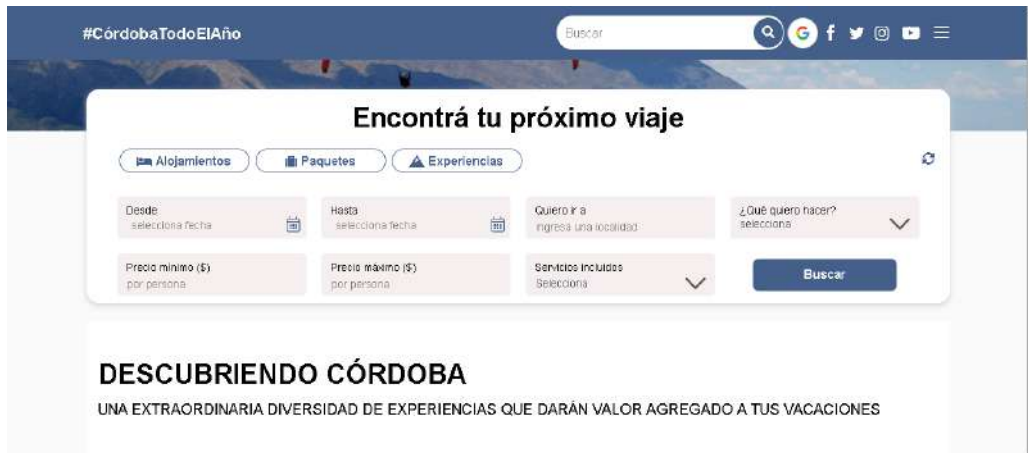 #CórdobaTodoElAño
Buscar
Encontrá tu próximo viaje
Alojamientos
Paquetes
Experiencias
Desde
selecciona fecha
Hasta
selecciona fecha
Quiero ir a
ingresá una localidad
¿Qué quiero hacer?
selecciona
Precio mínimo ($)
por persona
Precio máximo ($)
por persona
Servicios incluidos
Selecciona
Buscar
DESCUBRIENDO CÓRDOBA
UNA EXTRAORDINARIA DIVERSIDAD DE EXPERIENCIAS QUE DARÁN VALOR AGREGADO A TUS VACACIONES